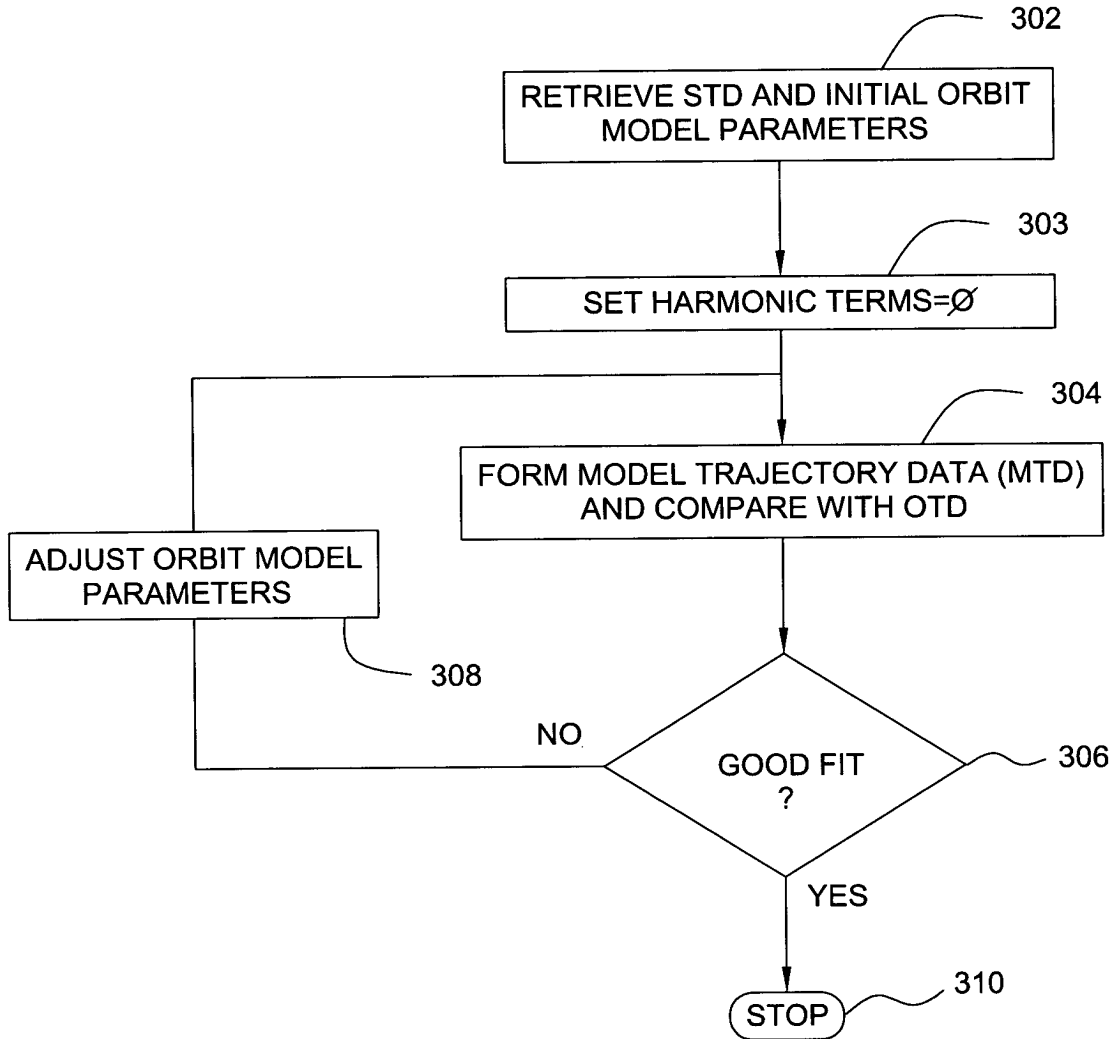 302
RETRIEVE STD AND INITIAL ORBIT
MODEL PARAMETERS
303
SET HARMONIC TERMS=Ø
304
FORM MODEL TRAJECTORY DATA (MTD)
AND COMPARE WITH OTD
ADJUST ORBIT MODEL
PARAMETERS
308
NO
GOOD FIT
?
306
YES
STOP
310